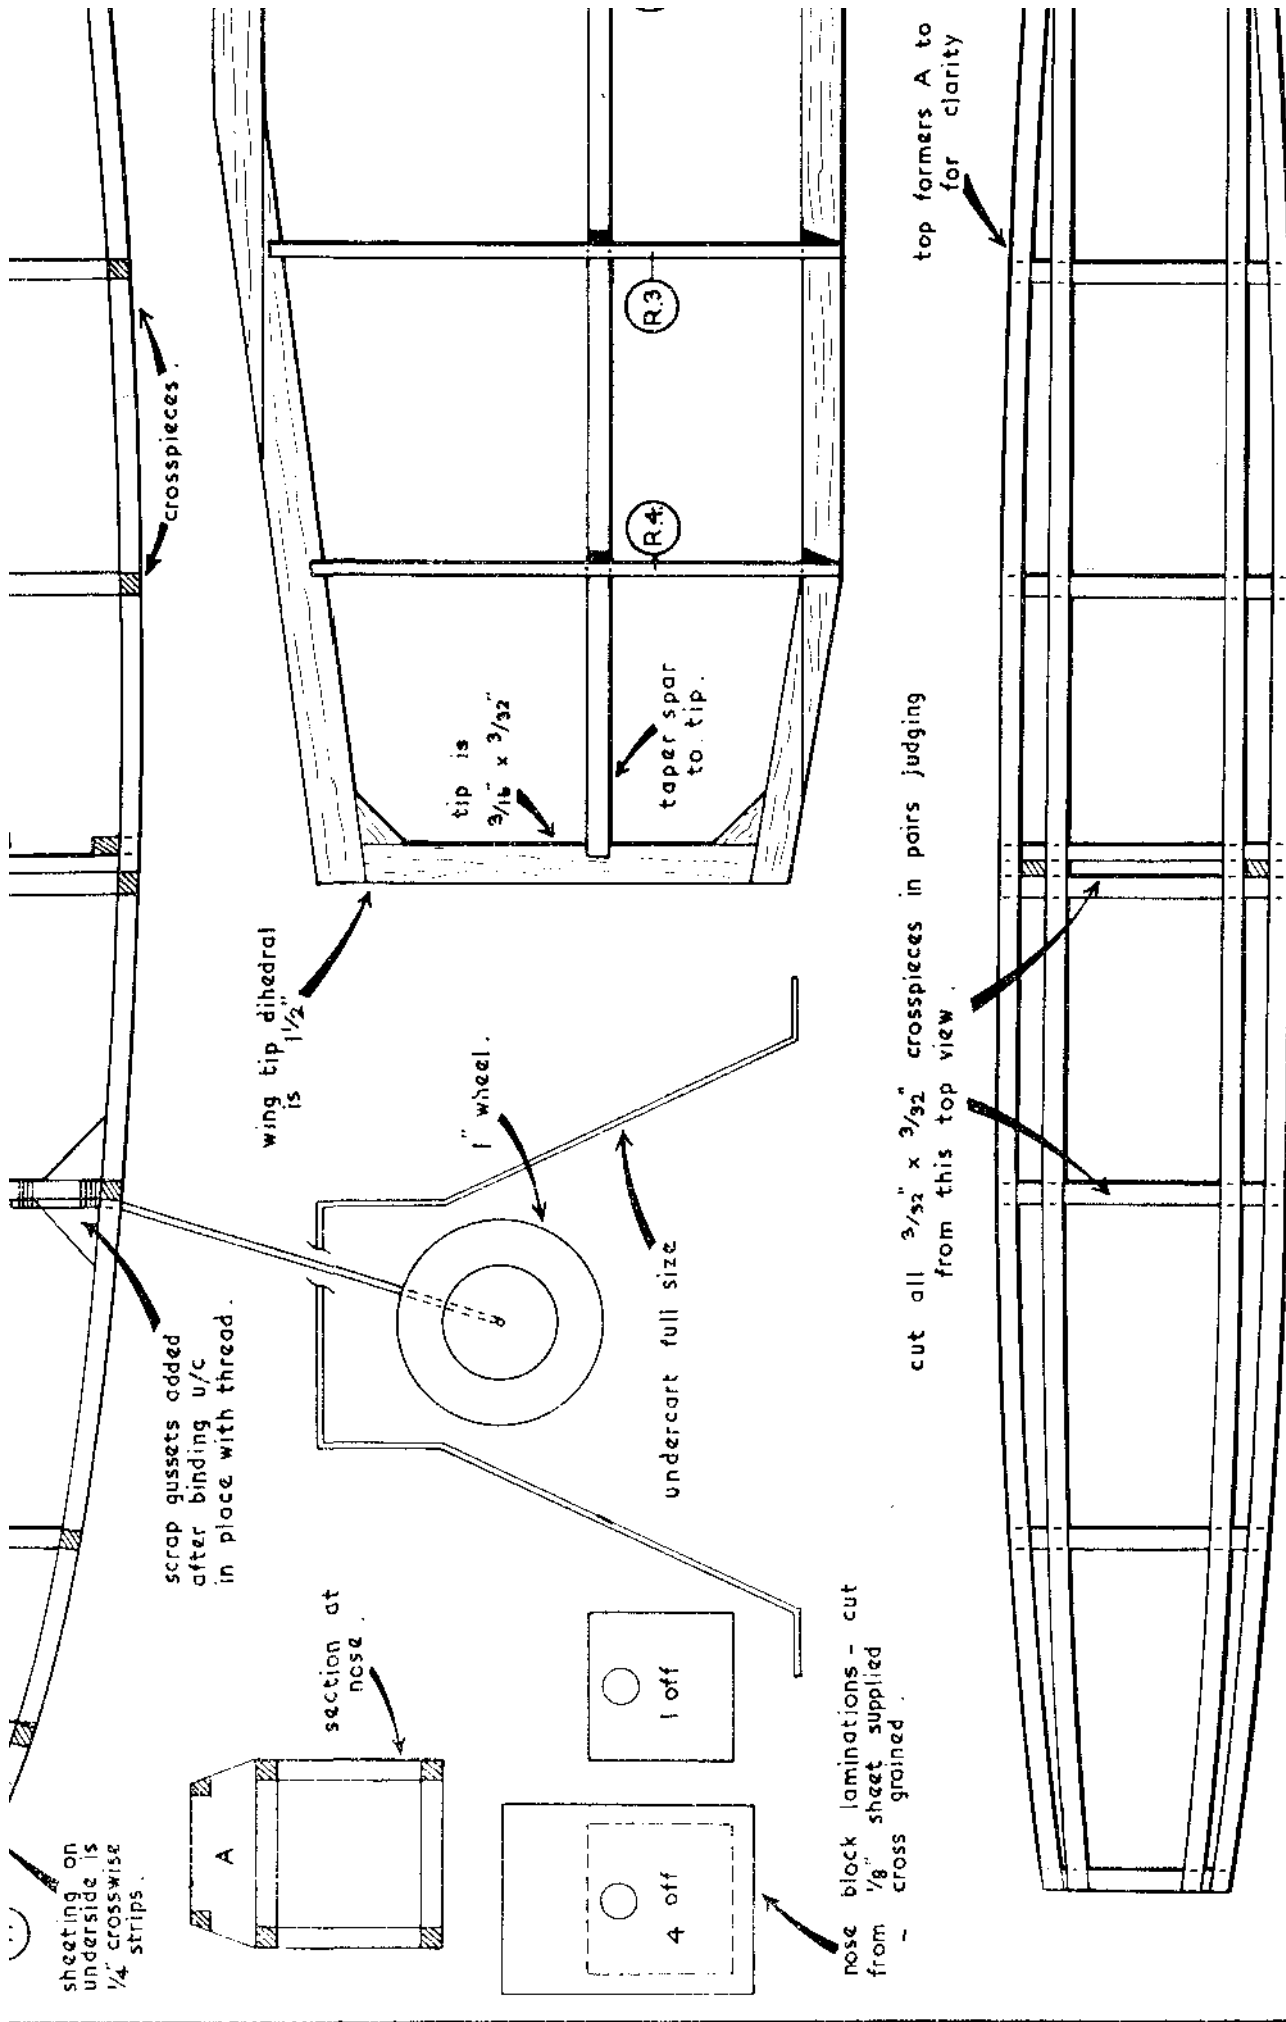 sheeting on
underside is
1/4" crosswise
strips.
A
section at
nose.
scrap gussets added
after binding u/c
in place with thread.
crosspieces.
wing tip dihedral
is 1 1/2"
1" wheel.
undercart full size
tip is
3/16" x 3/32"
taper spar
to tip.
R.4
R.3
4 off
1 off
nose block laminations - cut
from 1/8" sheet supplied
- cross grained.
cut all 3/32" x 3/32" crosspieces in pairs judging
from this top view.
top formers A to
for clarity